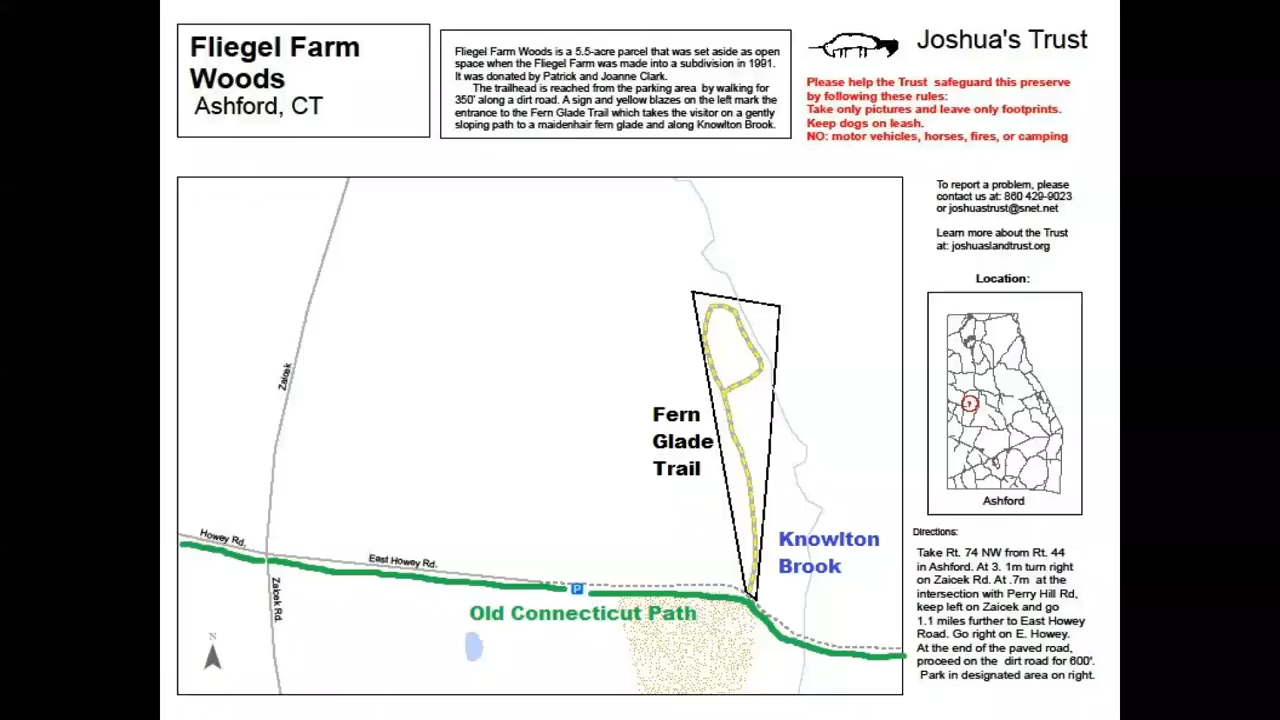 Fliegel Farm
Woods
Ashford, CT
Fliegel Farm Woods is a 5.5-acre parcel that was set aside as open
space when the Fliegel Farm was made into a subdivision in 1991.
It was donated by Patrick and Joanne Clark.
The trailhead is reached from the parking area by walking for
350' along a dirt road. A sign and yellow blazes on the left mark the
entrance to the Fern Glade Trail which takes the visitor on a gently
sloping path to a maidenhair fern glade and along Knowlton Brook.
Joshua's Trust
Please help the Trust safeguard this preserve
by following these rules:
Take only pictures and leave only footprints.
Keep dogs on leash.
NO: motor vehicles, horses, fires, or camping
To report a problem, please
contact us at: 860 429-9023
or joshuastrust@snet.net
Learn more about the Trust
at: joshuaslandtrust.org
Location:
Ashford
Zaicek
Fern
Glade
Trail
Knowlton
Brook
Howey Rd.
East Howey Rd.
Zaicek Rd.
P
Old Connecticut Path
N
Directions:
Take Rt. 74 NW from Rt. 44
in Ashford. At 3. 1m turn right
on Zaicek Rd. At .7m at the
intersection with Perry Hill Rd,
keep left on Zaicek and go
1.1 miles further to East Howey
Road. Go right on E. Howey.
At the end of the paved road,
proceed on the dirt road for 600'.
Park in designated area on right.